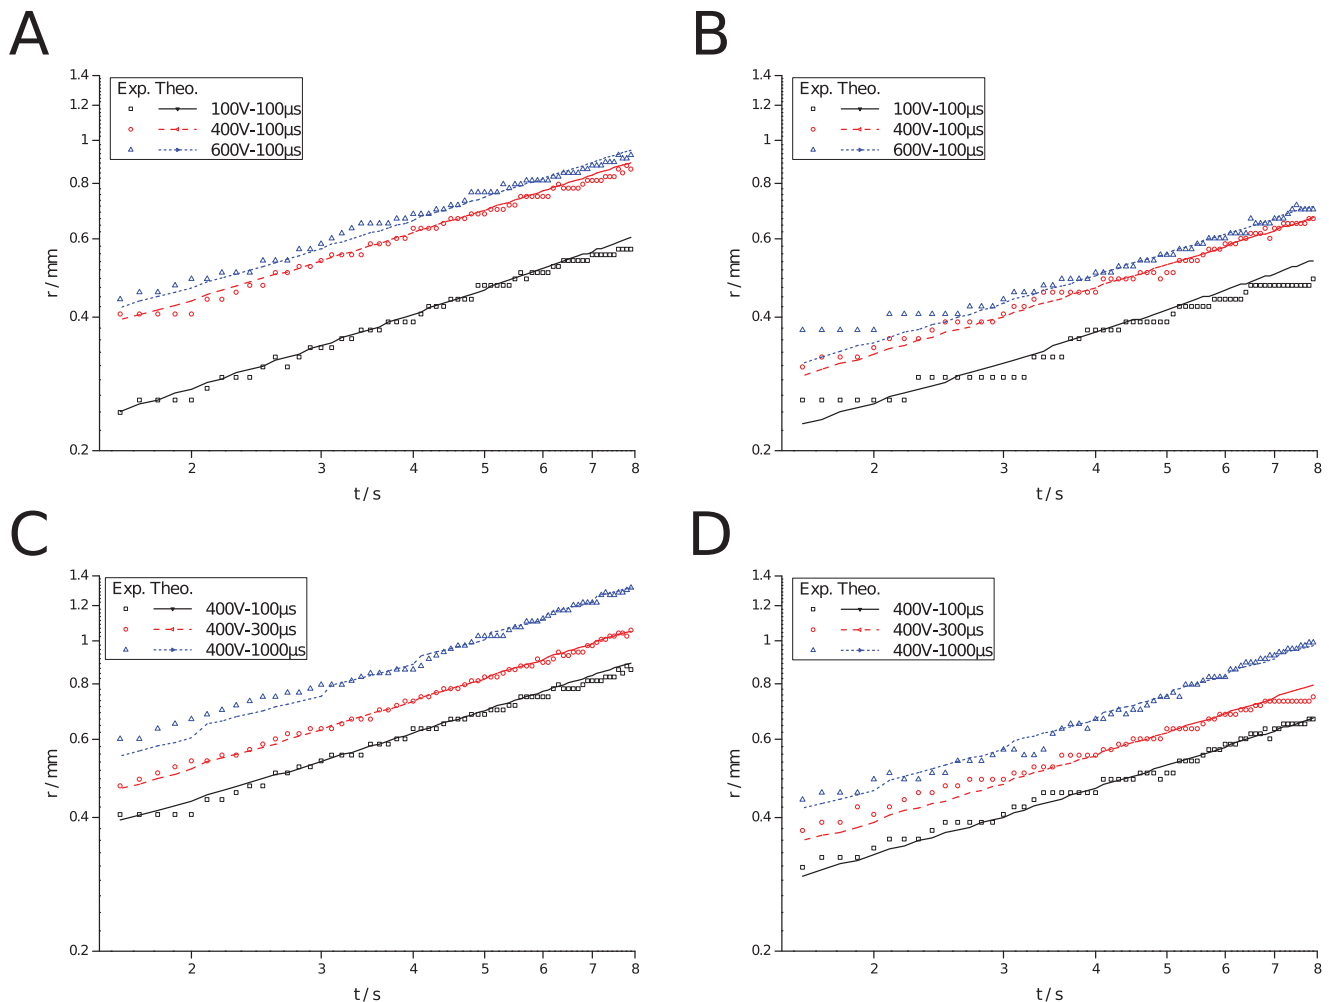 A
1.4
1.2
1
0.8
0.6
0.4
0.2
r / mm
Exp. Theo.
100V-100µs
400V-100µs
600V-100µs
2 3 4 5 6 7 8
t / s
B
1.4
1.2
1
0.8
0.6
0.4
0.2
r / mm
Exp. Theo.
100V-100µs
400V-100µs
600V-100µs
2 3 4 5 6 7 8
t / s
C
1.4
1.2
1
0.8
0.6
0.4
0.2
r / mm
Exp. Theo.
400V-100µs
400V-300µs
400V-1000µs
2 3 4 5 6 7 8
t / s
D
1.4
1.2
1
0.8
0.6
0.4
0.2
r / mm
Exp. Theo.
400V-100µs
400V-300µs
400V-1000µs
2 3 4 5 6 7 8
t / s